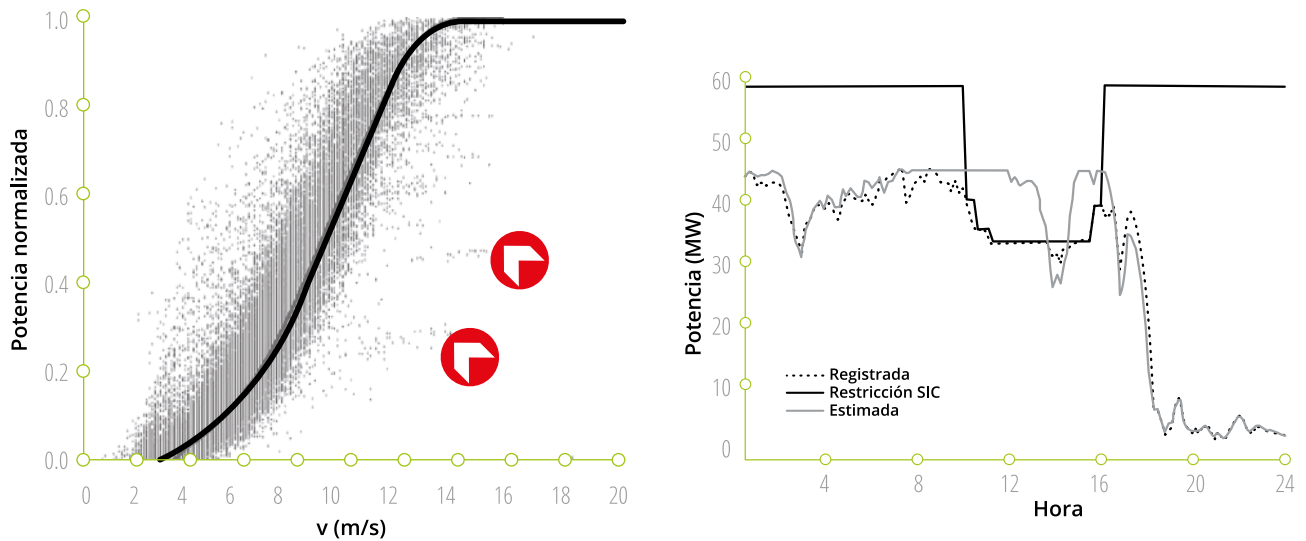 Potencia normalizada
1.0
0.8
0.6
0.4
0.2
0.0
0 2 4 6 8 10 12 14 16 18 20
v (m/s)
Potencia (MW)
60
50
40
30
20
10
0
Registrada
Restricción SIC
Estimada
4 8 12 16 20 24
Hora